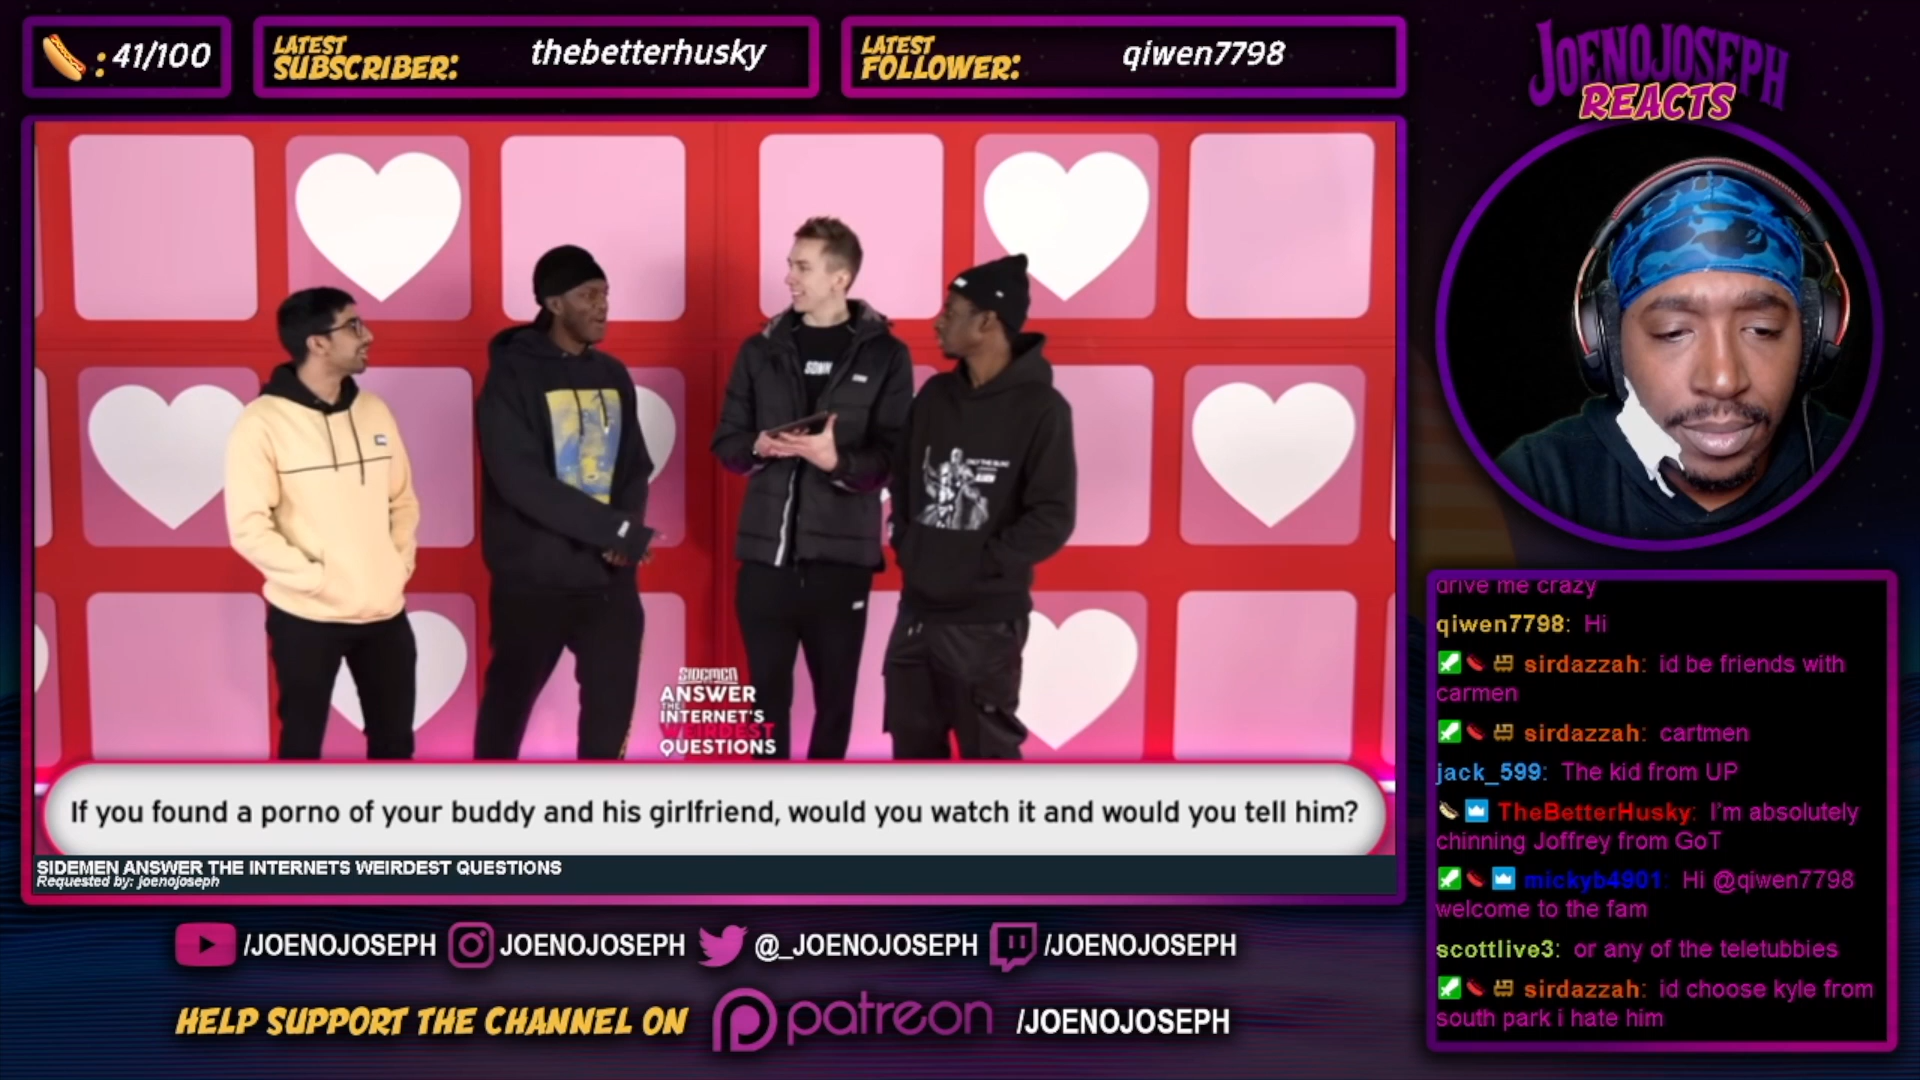 : 41/100
LATEST
SUBSCRIBER:
thebetterhusky
LATEST
FOLLOWER:
qiwen7798
JOENOJOSEPH
REACTS
SDMN
SIDEMEN
ANSWER
THE
INTERNET'S
WEIRDEST
QUESTIONS
If you found a porno of your buddy and his girlfriend, would you watch it and would you tell him?
SIDEMEN ANSWER THE INTERNETS WEIRDEST QUESTIONS
Requested by: joenojoseph
drive me crazy
qiwen7798: Hi
sirdazzah: id be friends with
carmen
sirdazzah: cartmen
jack_599: The kid from UP
TheBetterHusky: I'm absolutely
chinning Joffrey from GoT
mickyb4901: Hi @qiwen7798
welcome to the fam
scottlive3: or any of the teletubbies
sirdazzah: id choose kyle from
south park i hate him
/JOENOJOSEPH
JOENOJOSEPH
@_JOENOJOSEPH
/JOENOJOSEPH
HELP SUPPORT THE CHANNEL ON
patreon
/JOENOJOSEPH